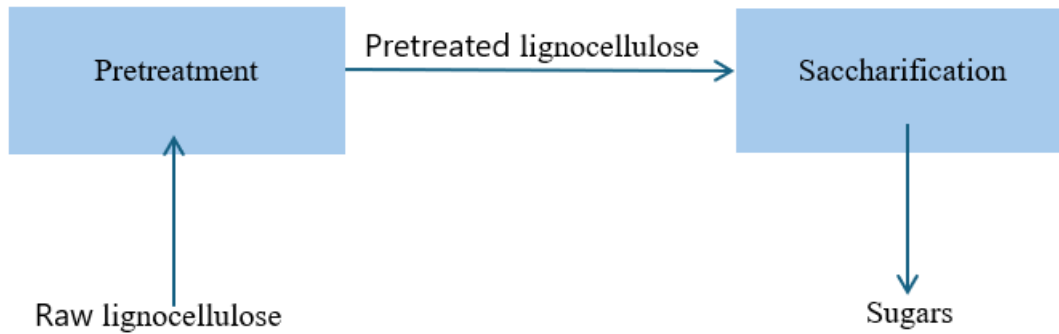 Pretreatment
Pretreated lignocellulose
Saccharification
Raw lignocellulose
Sugars